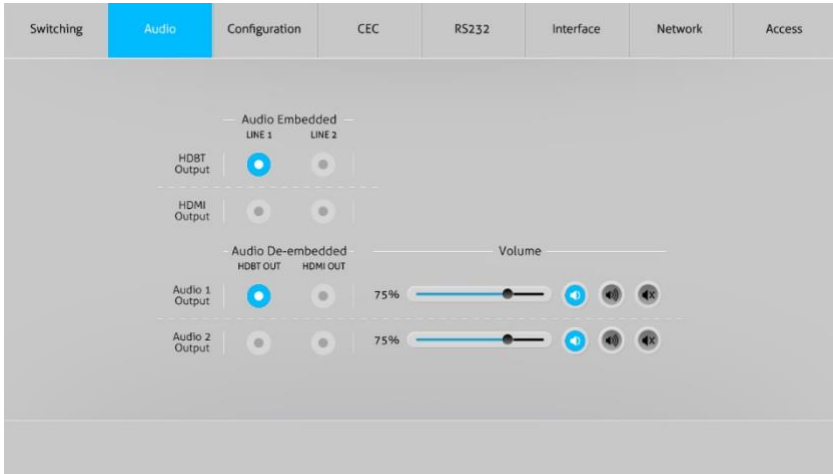 Switching Audio Configuration CEC RS232 Interface Network Access
Audio Embedded
LINE 1 LINE 2
HDBT
Output
HDMI
Output
Audio De-embedded Volume
HDBT OUT HDMI OUT
Audio 1
Output
75%
Audio 2
Output
75%